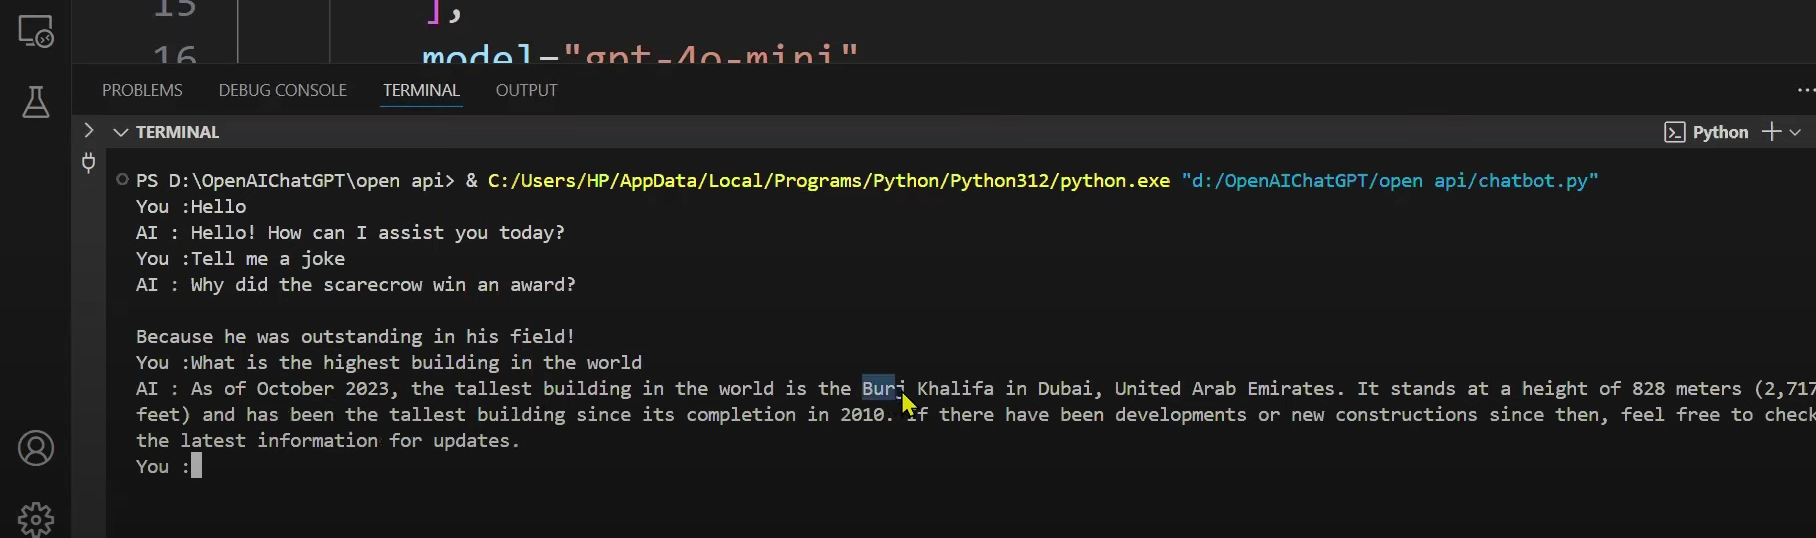 15 ],
16 model="gpt-4o-mini"
PROBLEMS DEBUG CONSOLE TERMINAL OUTPUT
TERMINAL Python
PS D:\OpenAIChatGPT\open api> & C:/Users/HP/AppData/Local/Programs/Python/Python312/python.exe "d:/OpenAIChatGPT/open api/chatbot.py"
You :Hello
AI : Hello! How can I assist you today?
You :Tell me a joke
AI : Why did the scarecrow win an award?
Because he was outstanding in his field!
You :What is the highest building in the world
AI : As of October 2023, the tallest building in the world is the Burj Khalifa in Dubai, United Arab Emirates. It stands at a height of 828 meters (2,717
feet) and has been the tallest building since its completion in 2010. If there have been developments or new constructions since then, feel free to check
the latest information for updates.
You :